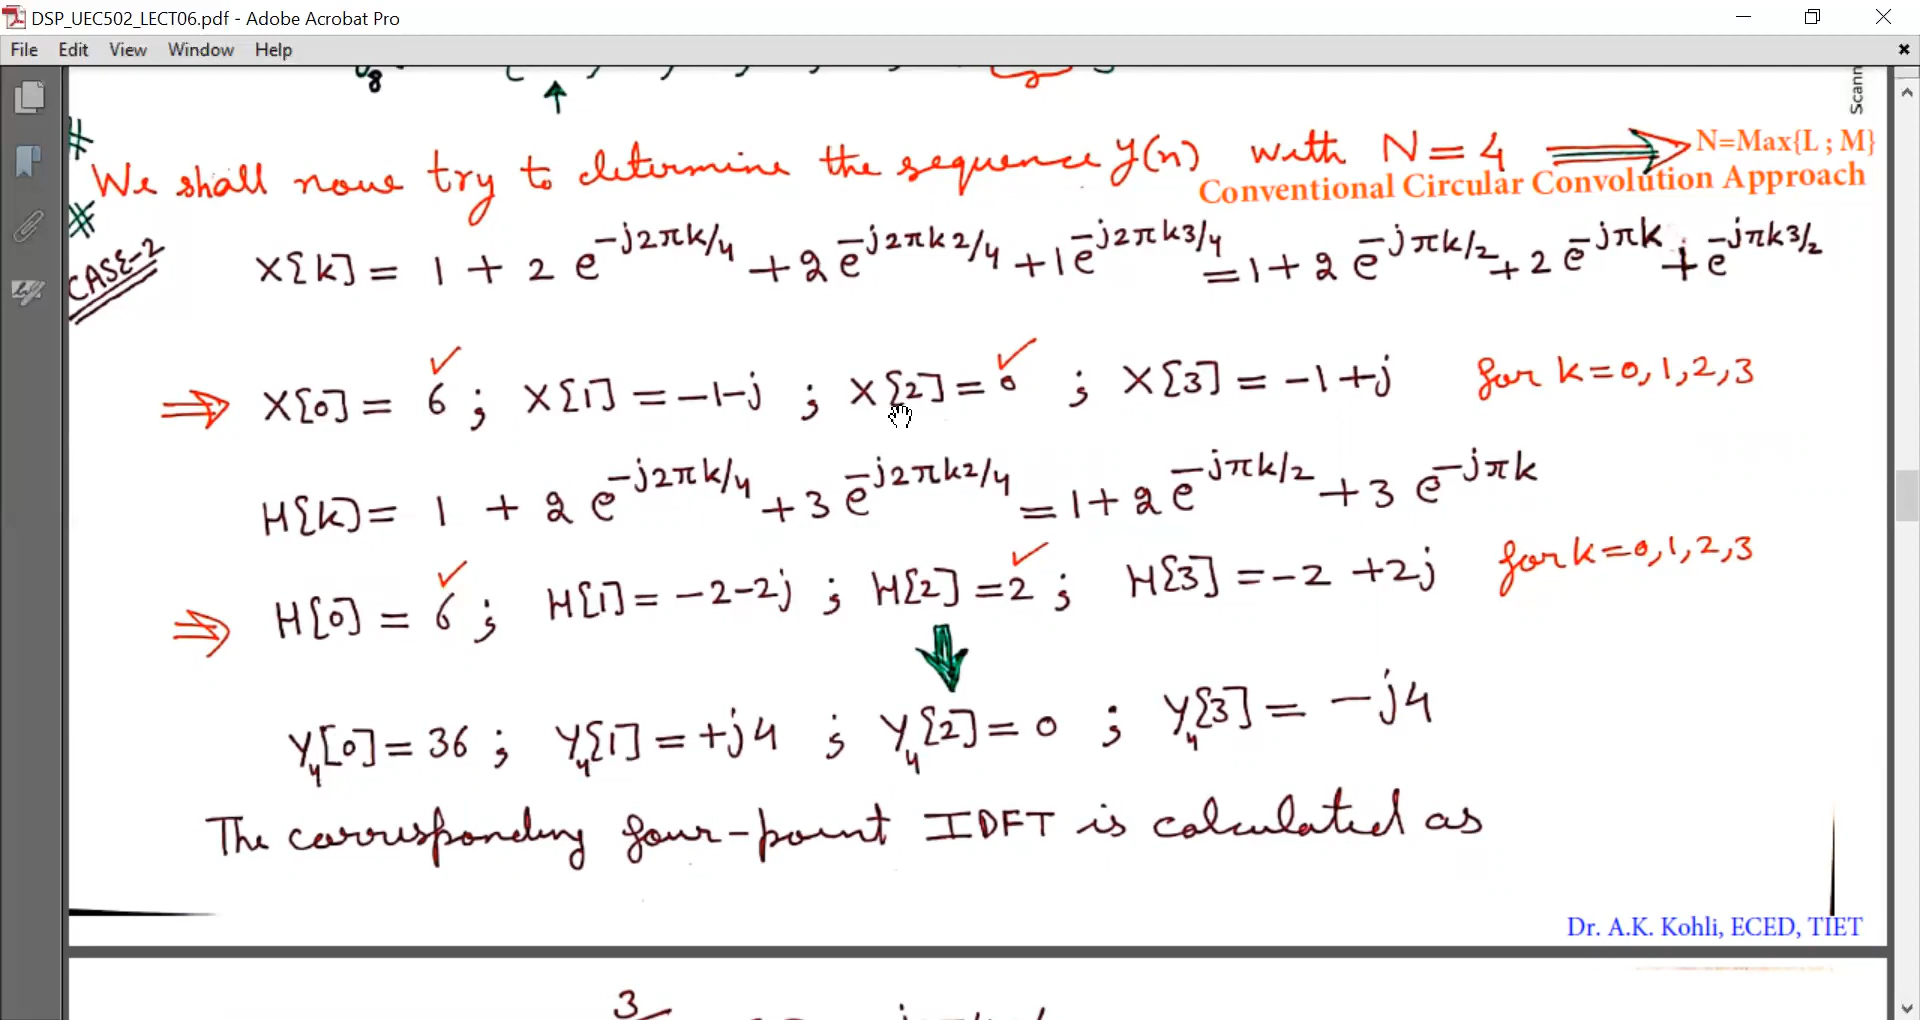 DSP_UEC502_LECT06.pdf - Adobe Acrobat Pro
File Edit View Window Help
Scann
We shall now try to determine the sequence y(n) with N=4 ⟹ N=Max{L ; M}
Conventional Circular Convolution Approach
CASE-2
X[k] = 1 + 2 e^{-j2πk/4} + 2 e^{-j2πk2/4} + 1 e^{-j2πk3/4} = 1 + 2 e^{-jπk/2} + 2 e^{-jπk} + e^{-jπk3/2}
⇒ X[0] = 6 ; X[1] = -1-j ; X[2] = 0 ; X[3] = -1+j for k=0,1,2,3
H[k] = 1 + 2 e^{-j2πk/4} + 3 e^{-j2πk2/4} = 1 + 2 e^{-jπk/2} + 3 e^{-jπk}
⇒ H[0] = 6 ; H[1] = -2-2j ; H[2] = 2 ; H[3] = -2 +2j for k=0,1,2,3
Y₄[0] = 36 ; Y₄[1] = +j4 ; Y₄[2] = 0 ; Y₄[3] = -j4
The corresponding four-point IDFT is calculated as
Dr. A.K. Kohli, ECED, TIET
3